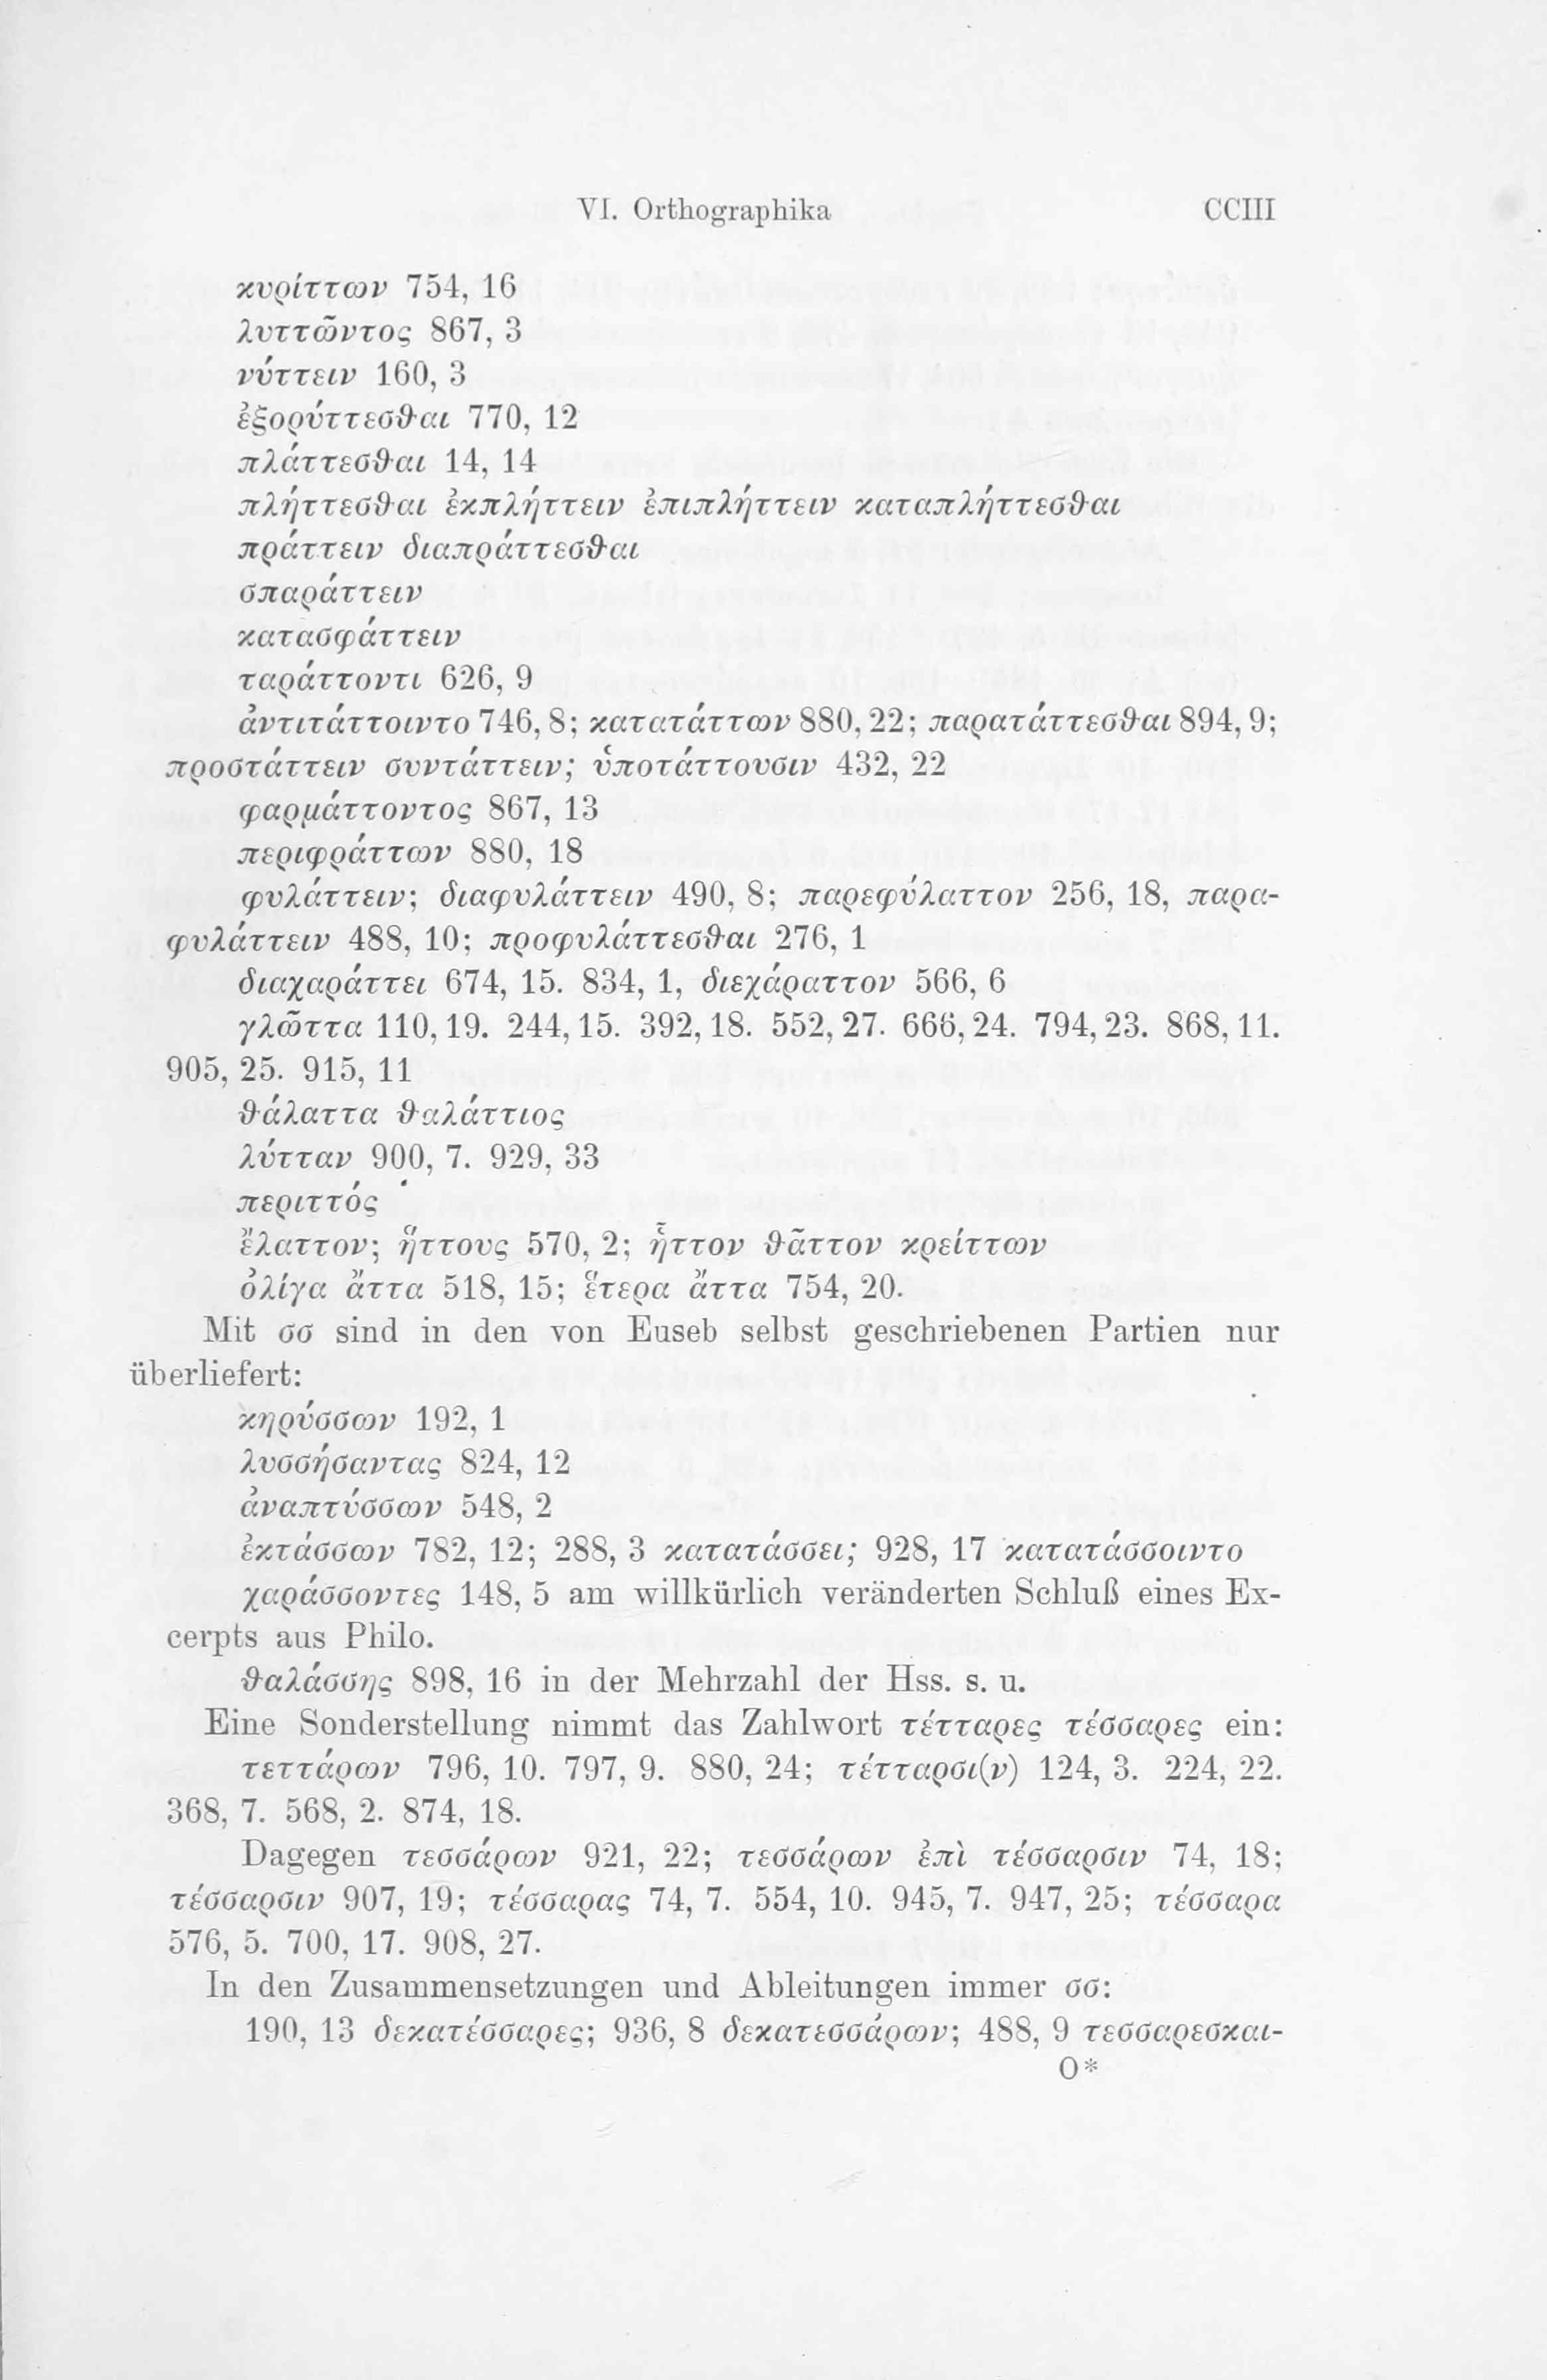 VI. Orthographika CCIII
κυρίττων 754, 16
λυττῶντος 867, 3
νύττειν 160, 3
ἐξορύττεσθαι 770, 12
πλάττεσθαι 14, 14
πλήττεσθαι ἐκπλήττειν ἐπιπλήττειν καταπλήττεσθαι
πράττειν διαπράττεσθαι
σπαράττειν
κατασφάττειν
ταράττοντι 626, 9
ἀντιτάττοιντο 746, 8; κατατάττων 880, 22; παρατάττεσθαι 894, 9;
προστάττειν συντάττειν; ὑποτάττουσιν 432, 22
φαρμάττοντος 867, 13
περιφράττων 880, 18
φυλάττειν; διαφυλάττειν 490, 8; παρεφύλαττον 256, 18, παρα-
φυλάττειν 488, 10; προφυλάττεσθαι 276, 1
διαχαράττει 674, 15. 834, 1, διεχάραττον 566, 6
γλῶττα 110, 19. 244, 15. 392, 18. 552, 27. 666, 24. 794, 23. 868, 11.
905, 25. 915, 11
θάλαττα θαλάττιος
λύτταν 900, 7. 929, 33
περιττός
ἔλαττον; ἥττους 570, 2; ἧττον θᾶττον κρείττων
ὀλίγα ἄττα 518, 15; ἕτερα ἄττα 754, 20.
Mit σσ sind in den von Euseb selbst geschriebenen Partien nur
überliefert:
κηρύσσων 192, 1
λυσσήσαντας 824, 12
ἀναπτύσσων 548, 2
ἐκτάσσων 782, 12; 288, 3 κατατάσσει; 928, 17 κατατάσσοιντο
χαράσσοντες 148, 5 am willkürlich veränderten Schluß eines Ex-
cerpts aus Philo.
θαλάσσης 898, 16 in der Mehrzahl der Hss. s. u.
Eine Sonderstellung nimmt das Zahlwort τέτταρες τέσσαρες ein:
τεττάρων 796, 10. 797, 9. 880, 24; τέτταρσι(ν) 124, 3. 224, 22.
368, 7. 568, 2. 874, 18.
Dagegen τεσσάρων 921, 22; τεσσάρων ἐπὶ τέσσαρσιν 74, 18;
τέσσαρσιν 907, 19; τέσσαρας 74, 7. 554, 10. 945, 7. 947, 25; τέσσαρα
576, 5. 700, 17. 908, 27.
In den Zusammensetzungen und Ableitungen immer σσ:
190, 13 δεκατέσσαρες; 936, 8 δεκατεσσάρων; 488, 9 τεσσαρεσκαι-
O*